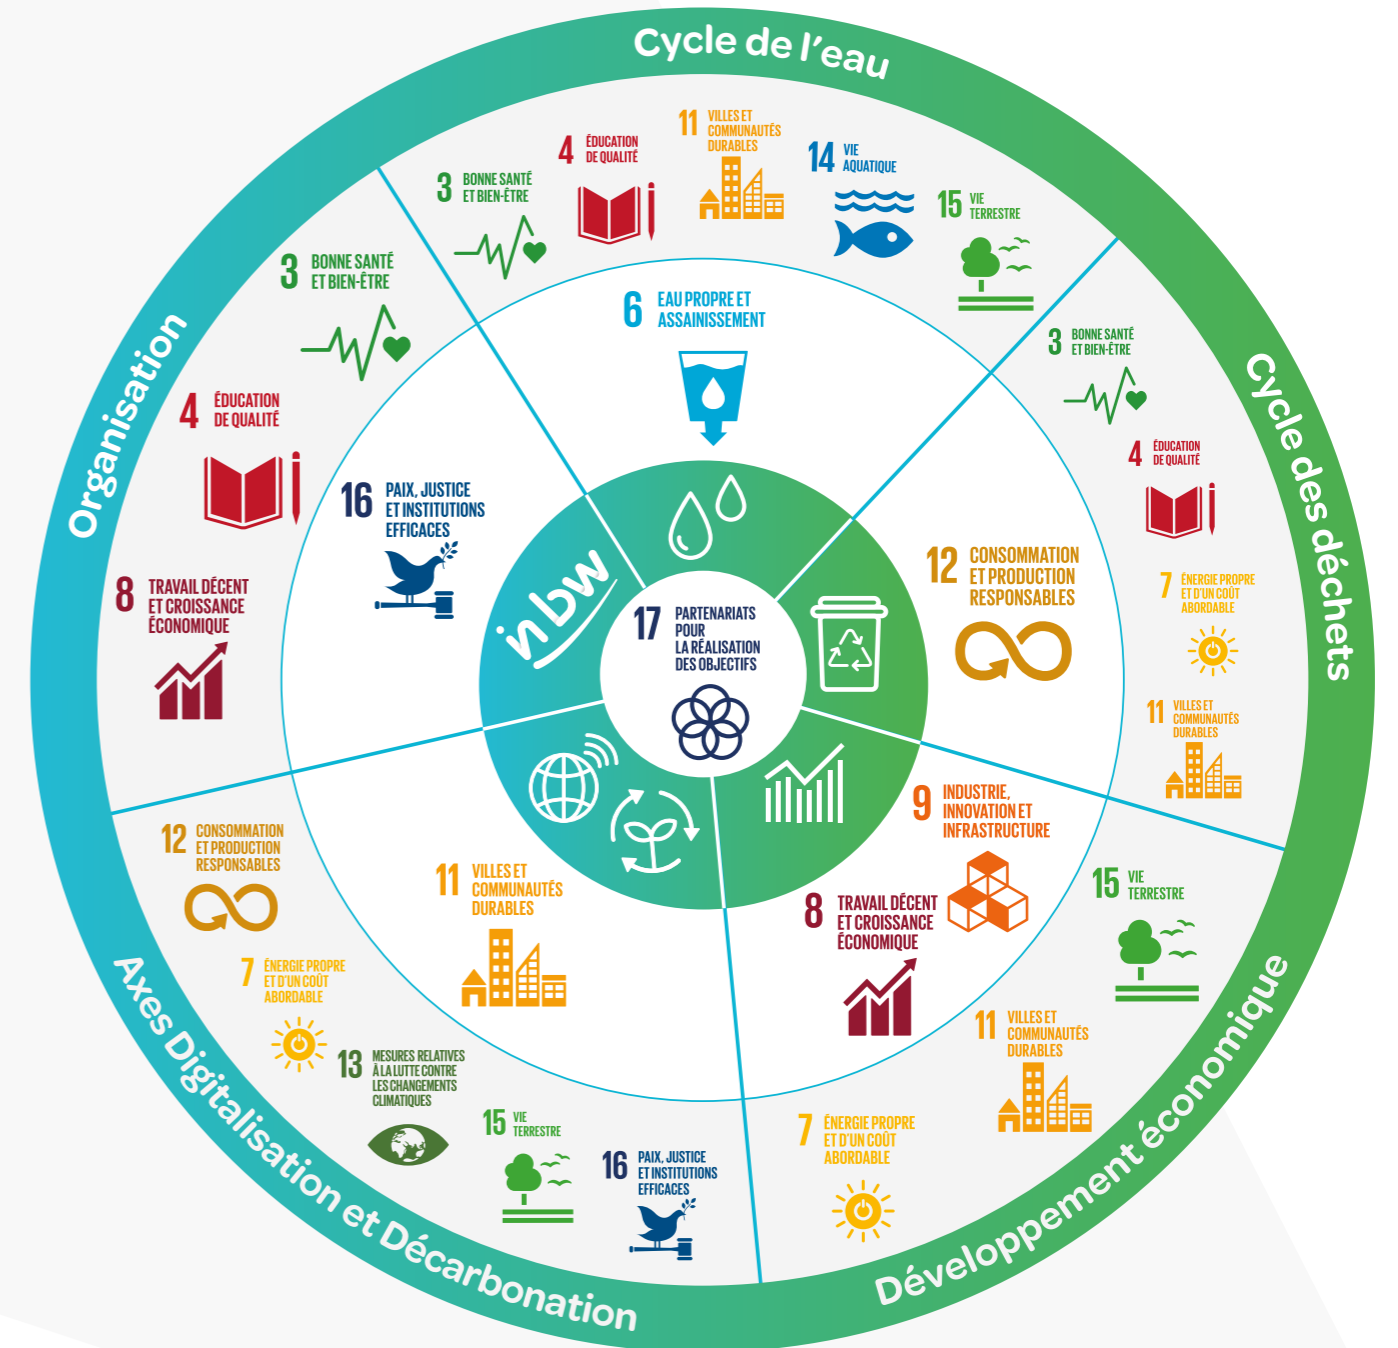 Cycle de l'eau
3 BONNE SANTÉ
ET BIEN-ÊTRE
4 ÉDUCATION
DE QUALITÉ
11 VILLES ET
COMMUNAUTÉS
DURABLES
14 VIE
AQUATIQUE
15 VIE
TERRESTRE
6 EAU PROPRE ET
ASSAINISSEMENT
Cycle des déchets
3 BONNE SANTÉ
ET BIEN-ÊTRE
4 ÉDUCATION
DE QUALITÉ
7 ÉNERGIE PROPRE
ET D'UN COÛT
ABORDABLE
11 VILLES ET
COMMUNAUTÉS
DURABLES
12 CONSOMMATION
ET PRODUCTION
RESPONSABLES
Développement économique
15 VIE
TERRESTRE
11 VILLES ET
COMMUNAUTÉS
DURABLES
7 ÉNERGIE PROPRE
ET D'UN COÛT
ABORDABLE
9 INDUSTRIE,
INNOVATION ET
INFRASTRUCTURE
8 TRAVAIL DÉCENT
ET CROISSANCE
ÉCONOMIQUE
Axes Digitalisation et Décarbonation
12 CONSOMMATION
ET PRODUCTION
RESPONSABLES
7 ÉNERGIE PROPRE
ET D'UN COÛT
ABORDABLE
13 MESURES RELATIVES
À LA LUTTE CONTRE
LES CHANGEMENTS
CLIMATIQUES
15 VIE
TERRESTRE
16 PAIX, JUSTICE
ET INSTITUTIONS
EFFICACES
11 VILLES ET
COMMUNAUTÉS
DURABLES
Organisation
3 BONNE SANTÉ
ET BIEN-ÊTRE
4 ÉDUCATION
DE QUALITÉ
8 TRAVAIL DÉCENT
ET CROISSANCE
ÉCONOMIQUE
16 PAIX, JUSTICE
ET INSTITUTIONS
EFFICACES
in bw
17 PARTENARIATS
POUR
LA RÉALISATION
DES OBJECTIFS